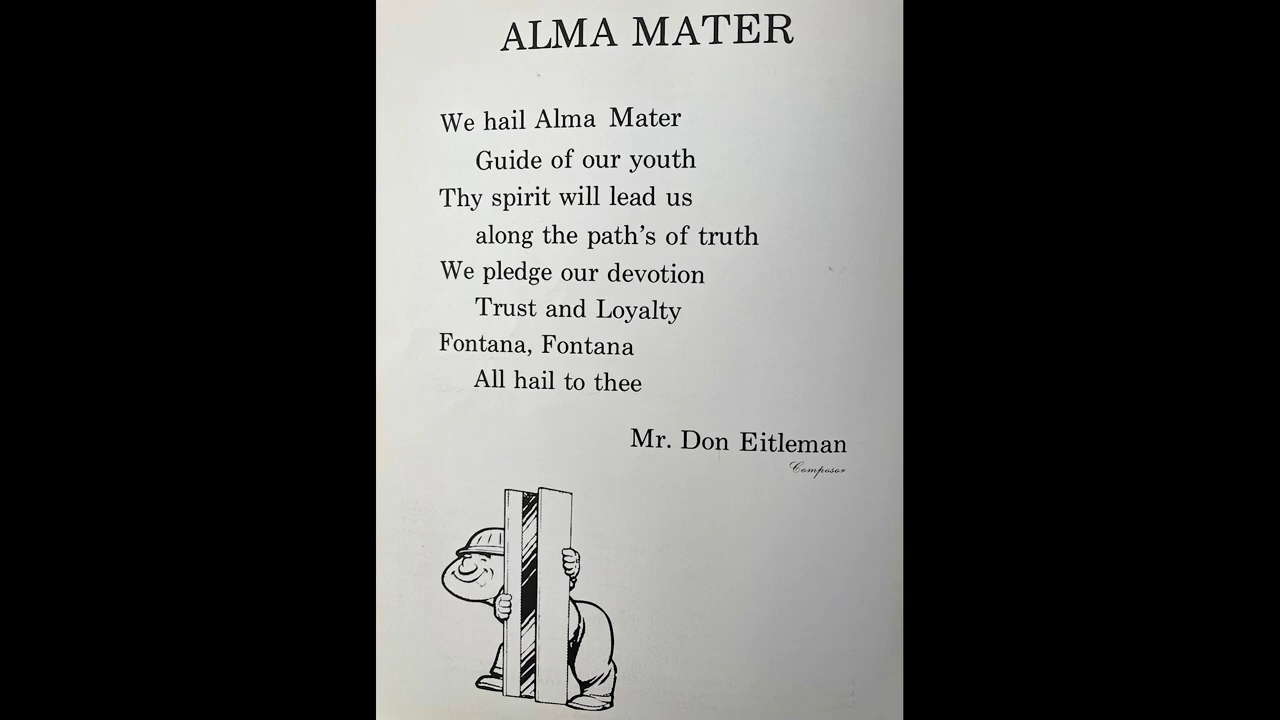 ALMA MATER
We hail Alma Mater
Guide of our youth
Thy spirit will lead us
along the path's of truth
We pledge our devotion
Trust and Loyalty
Fontana, Fontana
All hail to thee
Mr. Don Eitleman
Composor